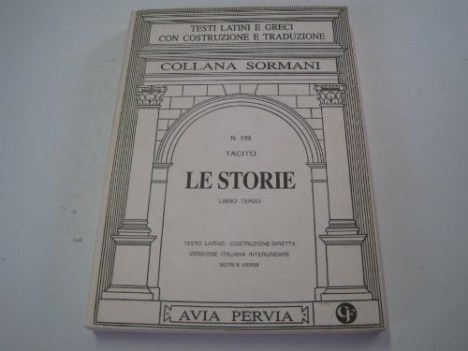 TESTI LATINI E GRECI
CON COSTRUZIONE E TRADUZIONE
COLLANA SORMANI
N. 139
TACITO
LE STORIE
LIBRO TERZO
TESTO LATINO - COSTRUZIONE DIRETTA
VERSIONE ITALIANA INTERLINEARE
NOTE E VERBI
AVIA PERVIA